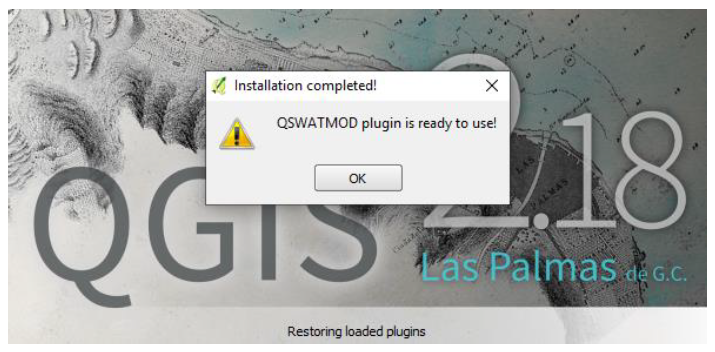 Installation completed!
QSWATMOD plugin is ready to use!
OK
QGIS 2.18
Las Palmas de G.C.
Restoring loaded plugins